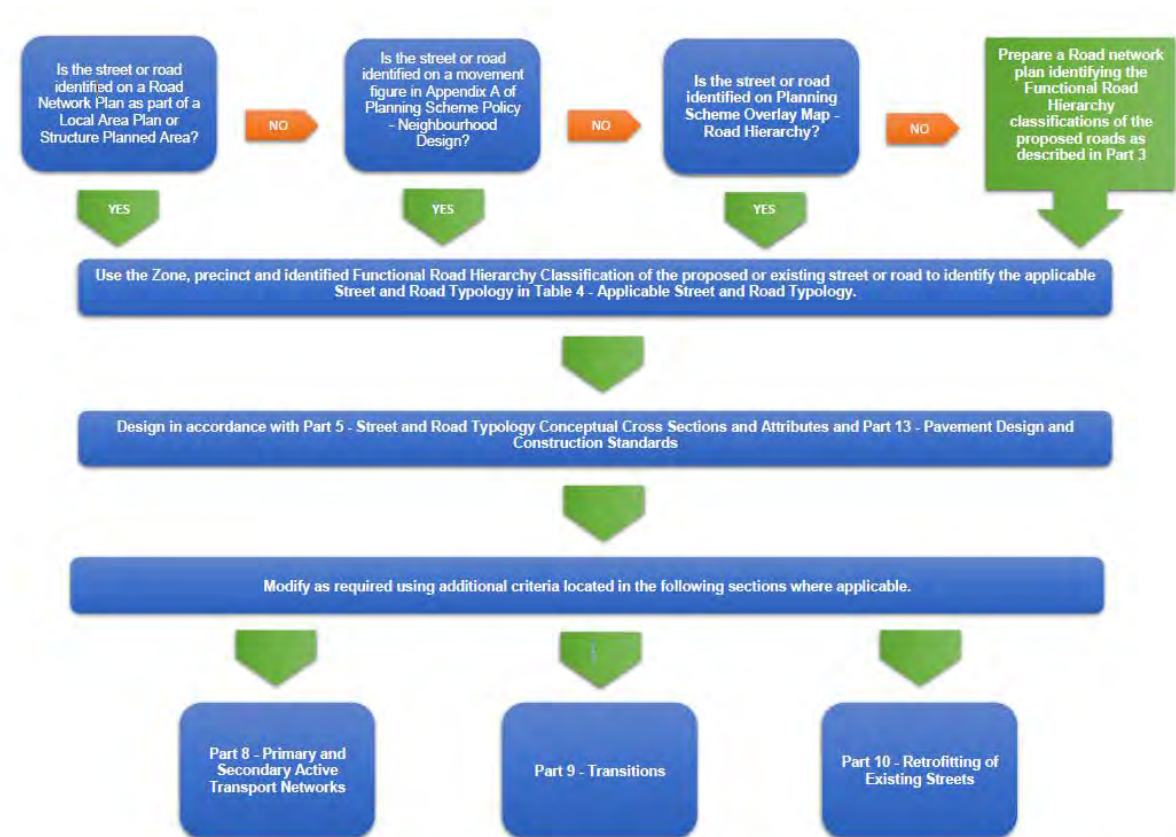 Is the street or road
identified on a Road
Network Plan as part of a
Local Area Plan or
Structure Planned Area?
NO
Is the street or road
identified on a movement
figure in Appendix A of
Planning Scheme Policy
- Neighbourhood
Design?
NO
Is the street or road
identified on Planning
Scheme Overlay Map -
Road Hierarchy?
NO
Prepare a Road network
plan identifying the
Functional Road
Hierarchy
classifications of the
proposed roads as
described in Part 3
YES
YES
YES
Use the Zone, precinct and identified Functional Road Hierarchy Classification of the proposed or existing street or road to identify the applicable
Street and Road Typology in Table 4 - Applicable Street and Road Typology.
Design in accordance with Part 5 - Street and Road Typology Conceptual Cross Sections and Attributes and Part 13 - Pavement Design and
Construction Standards
Modify as required using additional criteria located in the following sections where applicable.
Part 8 - Primary and
Secondary Active
Transport Networks
Part 9 - Transitions
Part 10 - Retrofitting of
Existing Streets